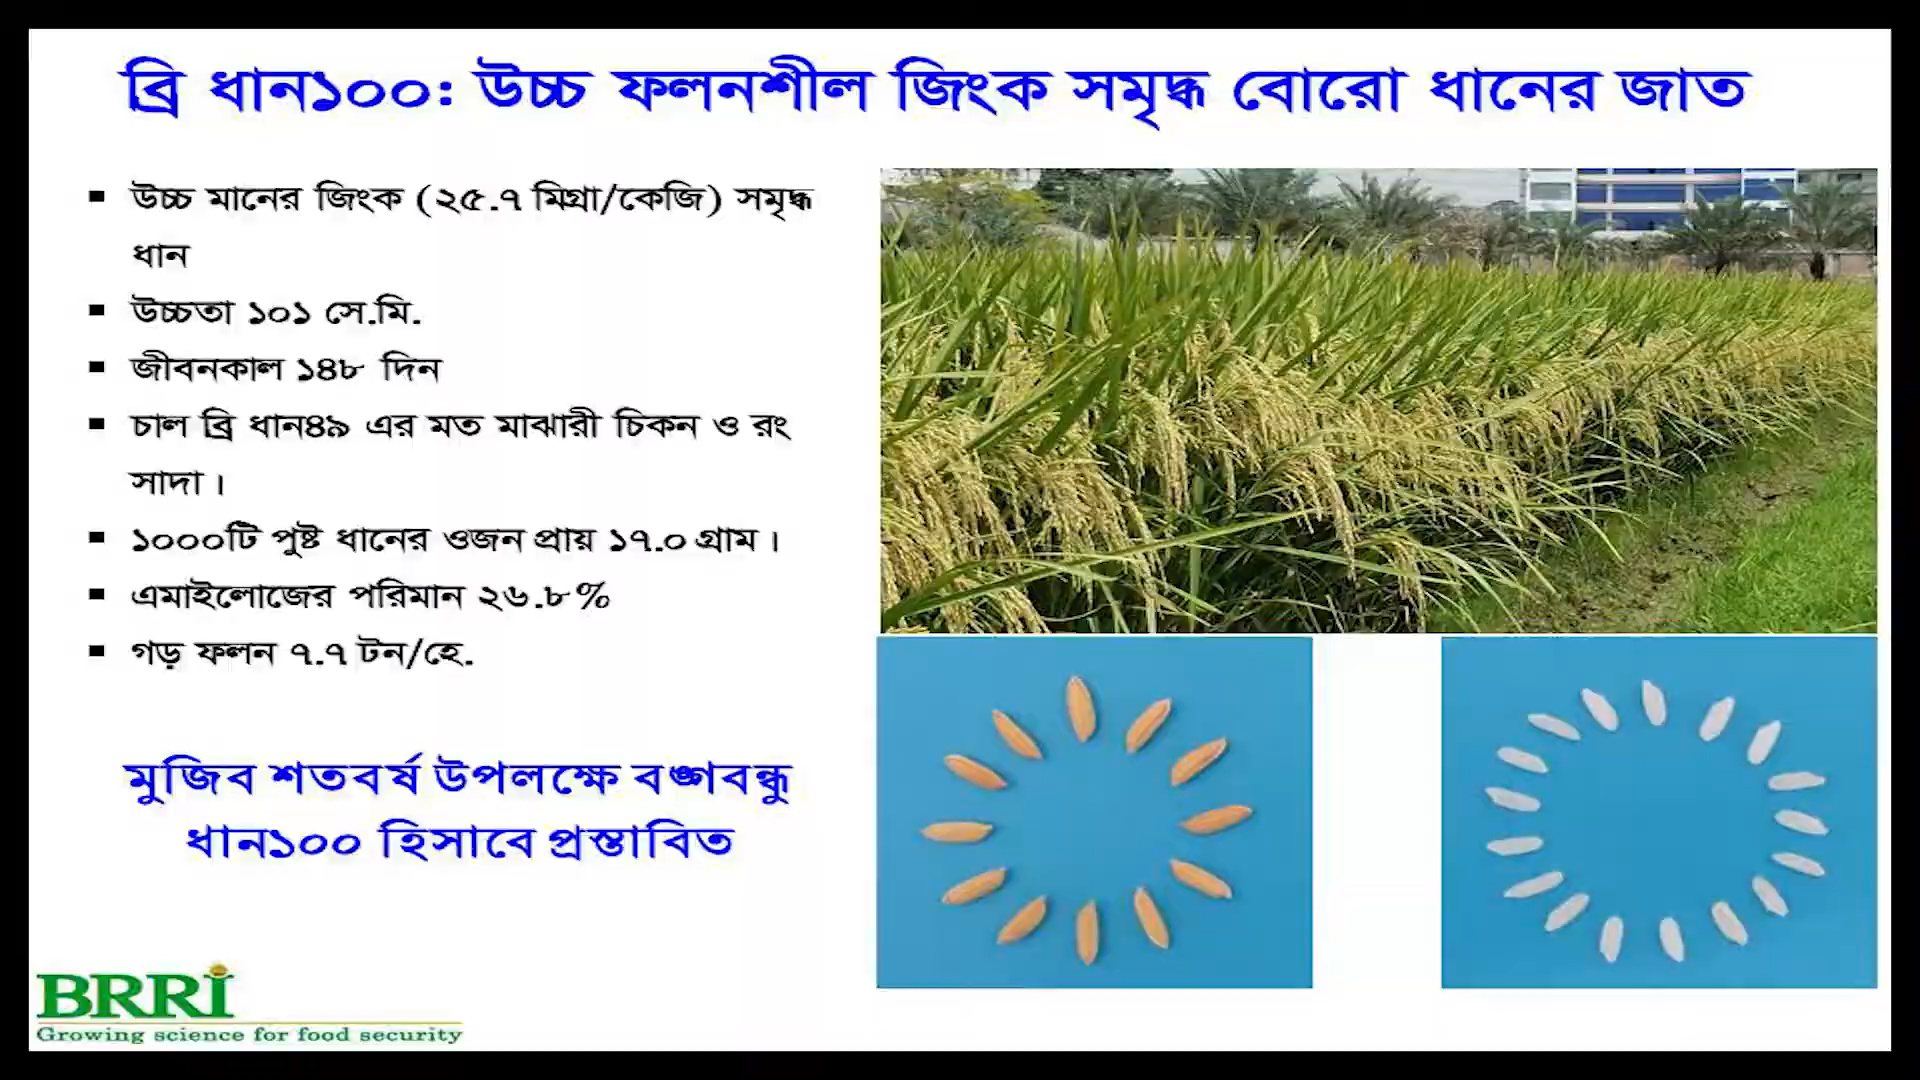 ব্রি ধান১০০: উচ্চ ফলনশীল জিংক সমৃদ্ধ বোরো ধানের জাত
▪ উচ্চ মানের জিংক (২৫.৭ মিগ্রা/কেজি) সমৃদ্ধ
ধান
▪ উচ্চতা ১০১ সে.মি.
▪ জীবনকাল ১৪৮ দিন
▪ চাল ব্রি ধান৪৯ এর মত মাঝারী চিকন ও রং
সাদা।
▪ ১০০০টি পুষ্ট ধানের ওজন প্রায় ১৭.০ গ্রাম।
▪ এমাইলোজের পরিমান ২৬.৮%
▪ গড় ফলন ৭.৭ টন/হে.
মুজিব শতবর্ষ উপলক্ষে বঙ্গবন্ধু
ধান১০০ হিসাবে প্রস্তাবিত
BRRI
Growing science for food security